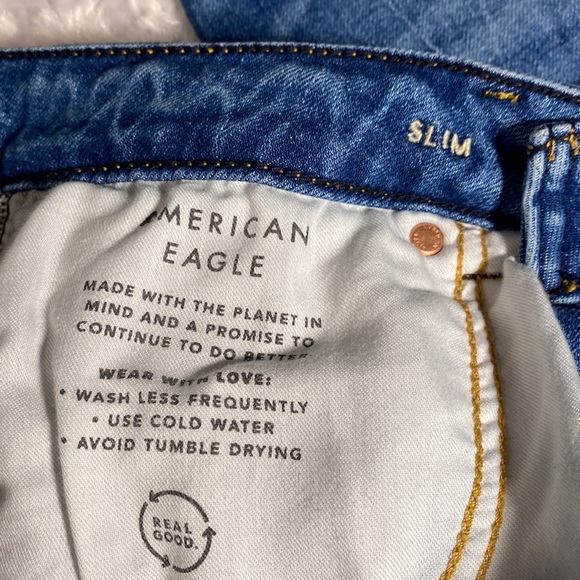 SLIM
AMERICAN
EAGLE
MADE WITH THE PLANET IN
MIND AND A PROMISE TO
CONTINUE TO DO BETTER
WEAR WITH LOVE:
• WASH LESS FREQUENTLY
• USE COLD WATER
• AVOID TUMBLE DRYING
REAL
GOOD.